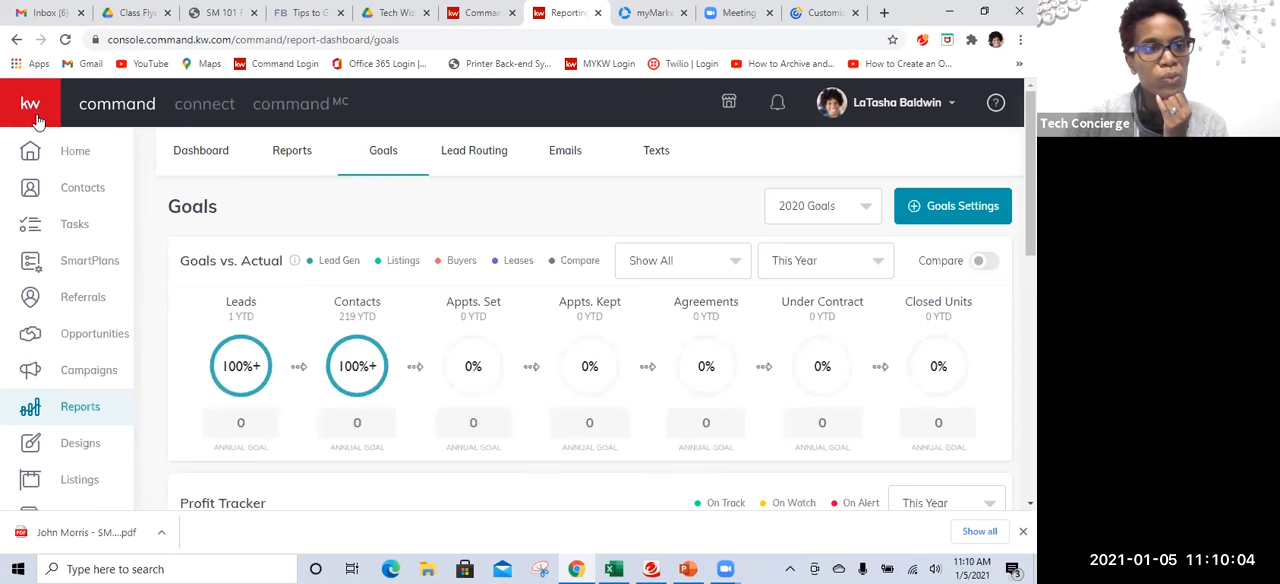 Inbox (6)
Class Flye
SM 101 F
Tips to G
Tech Wiz
Comman
Reporting
myMarke
Meeting
Custom
console.command.kw.com/command/report-dashboard/goals
Apps
Gmail
YouTube
Maps
Command Login
Office 365 Login |...
Printer Back-end Sy...
MYKW Login
Twilio | Login
How to Archive and...
How to Create an O...
»
kw
command
connect
command MC
LaTasha Baldwin
Tech Concierge
Home
Contacts
Tasks
SmartPlans
Referrals
Opportunities
Campaigns
Reports
Designs
Listings
Dashboard
Reports
Goals
Lead Routing
Emails
Texts
Goals
2020 Goals
Goals Settings
Goals vs. Actual
Lead Gen
Listings
Buyers
Leases
Compare
Show All
This Year
Compare
Leads
1 YTD
100%+
0
ANNUAL GOAL
Contacts
219 YTD
100%+
0
ANNUAL GOAL
Appts. Set
0 YTD
0%
0
ANNUAL GOAL
Appts. Kept
0 YTD
0%
0
ANNUAL GOAL
Agreements
0 YTD
0%
0
ANNUAL GOAL
Under Contract
0 YTD
0%
0
ANNUAL GOAL
Closed Units
0 YTD
0%
0
ANNUAL GOAL
Profit Tracker
On Track
On Watch
On Alert
This Year
John Morris - SM....pdf
Show all
Type here to search
11:10 AM
1/5/2021
2021-01-05 11:10:04